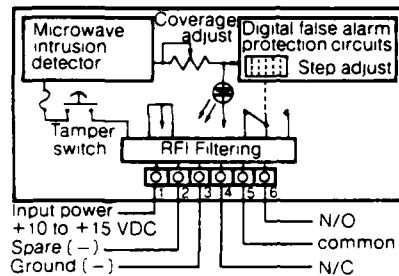 Microwave
intrusion
detector
Coverage
adjust
Digital false alarm
protection circuits
Step adjust
Tamper
switch
RFI Filtering
1 2 3 4 5 6
Input power
+10 to +15 VDC
Spare (−)
Ground (−)
N/O
common
N/C